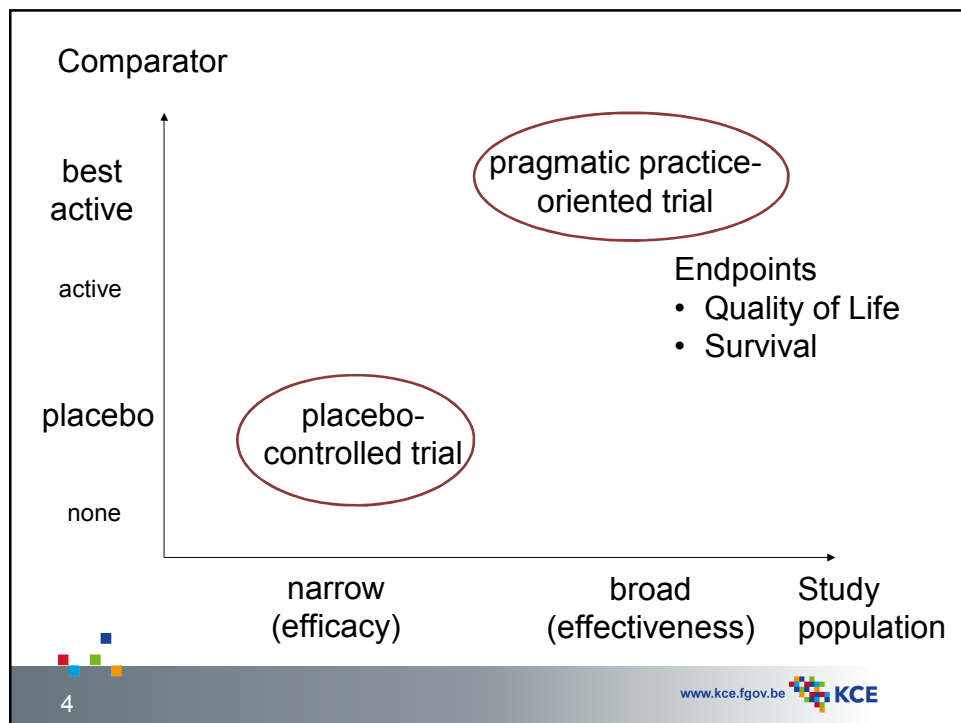 Comparator
best
active
pragmatic practice-
oriented trial
active
Endpoints
• Quality of Life
• Survival
placebo
placebo-
controlled trial
none
narrow
(efficacy)
broad
(effectiveness)
Study
population
4
www.kce.fgov.be
KCE